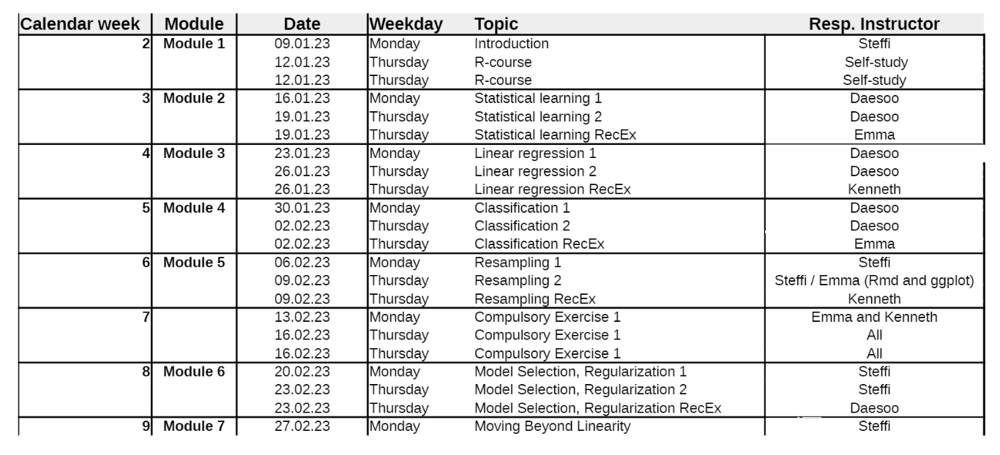 Calendar week Module Date Weekday Topic Resp. Instructor
2 Module 1 09.01.23 Monday Introduction Steffi
12.01.23 Thursday R-course Self-study
12.01.23 Thursday R-course Self-study
3 Module 2 16.01.23 Monday Statistical learning 1 Daesoo
19.01.23 Thursday Statistical learning 2 Daesoo
19.01.23 Thursday Statistical learning RecEx Emma
4 Module 3 23.01.23 Monday Linear regression 1 Daesoo
26.01.23 Thursday Linear regression 2 Daesoo
26.01.23 Thursday Linear regression RecEx Kenneth
5 Module 4 30.01.23 Monday Classification 1 Daesoo
02.02.23 Thursday Classification 2 Daesoo
02.02.23 Thursday Classification RecEx Emma
6 Module 5 06.02.23 Monday Resampling 1 Steffi
09.02.23 Thursday Resampling 2 Steffi / Emma (Rmd and ggplot)
09.02.23 Thursday Resampling RecEx Kenneth
7 13.02.23 Monday Compulsory Exercise 1 Emma and Kenneth
16.02.23 Thursday Compulsory Exercise 1 All
16.02.23 Thursday Compulsory Exercise 1 All
8 Module 6 20.02.23 Monday Model Selection, Regularization 1 Steffi
23.02.23 Thursday Model Selection, Regularization 2 Steffi
23.02.23 Thursday Model Selection, Regularization RecEx Daesoo
9 Module 7 27.02.23 Monday Moving Beyond Linearity Steffi